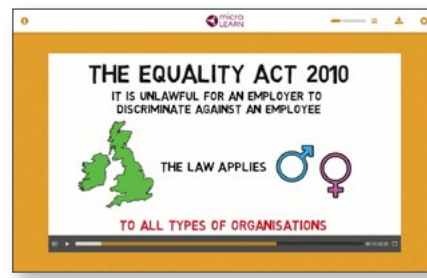 micro
LEARN
THE EQUALITY ACT 2010
IT IS UNLAWFUL FOR AN EMPLOYER TO
DISCRIMINATE AGAINST AN EMPLOYEE
THE LAW APPLIES
TO ALL TYPES OF ORGANISATIONS